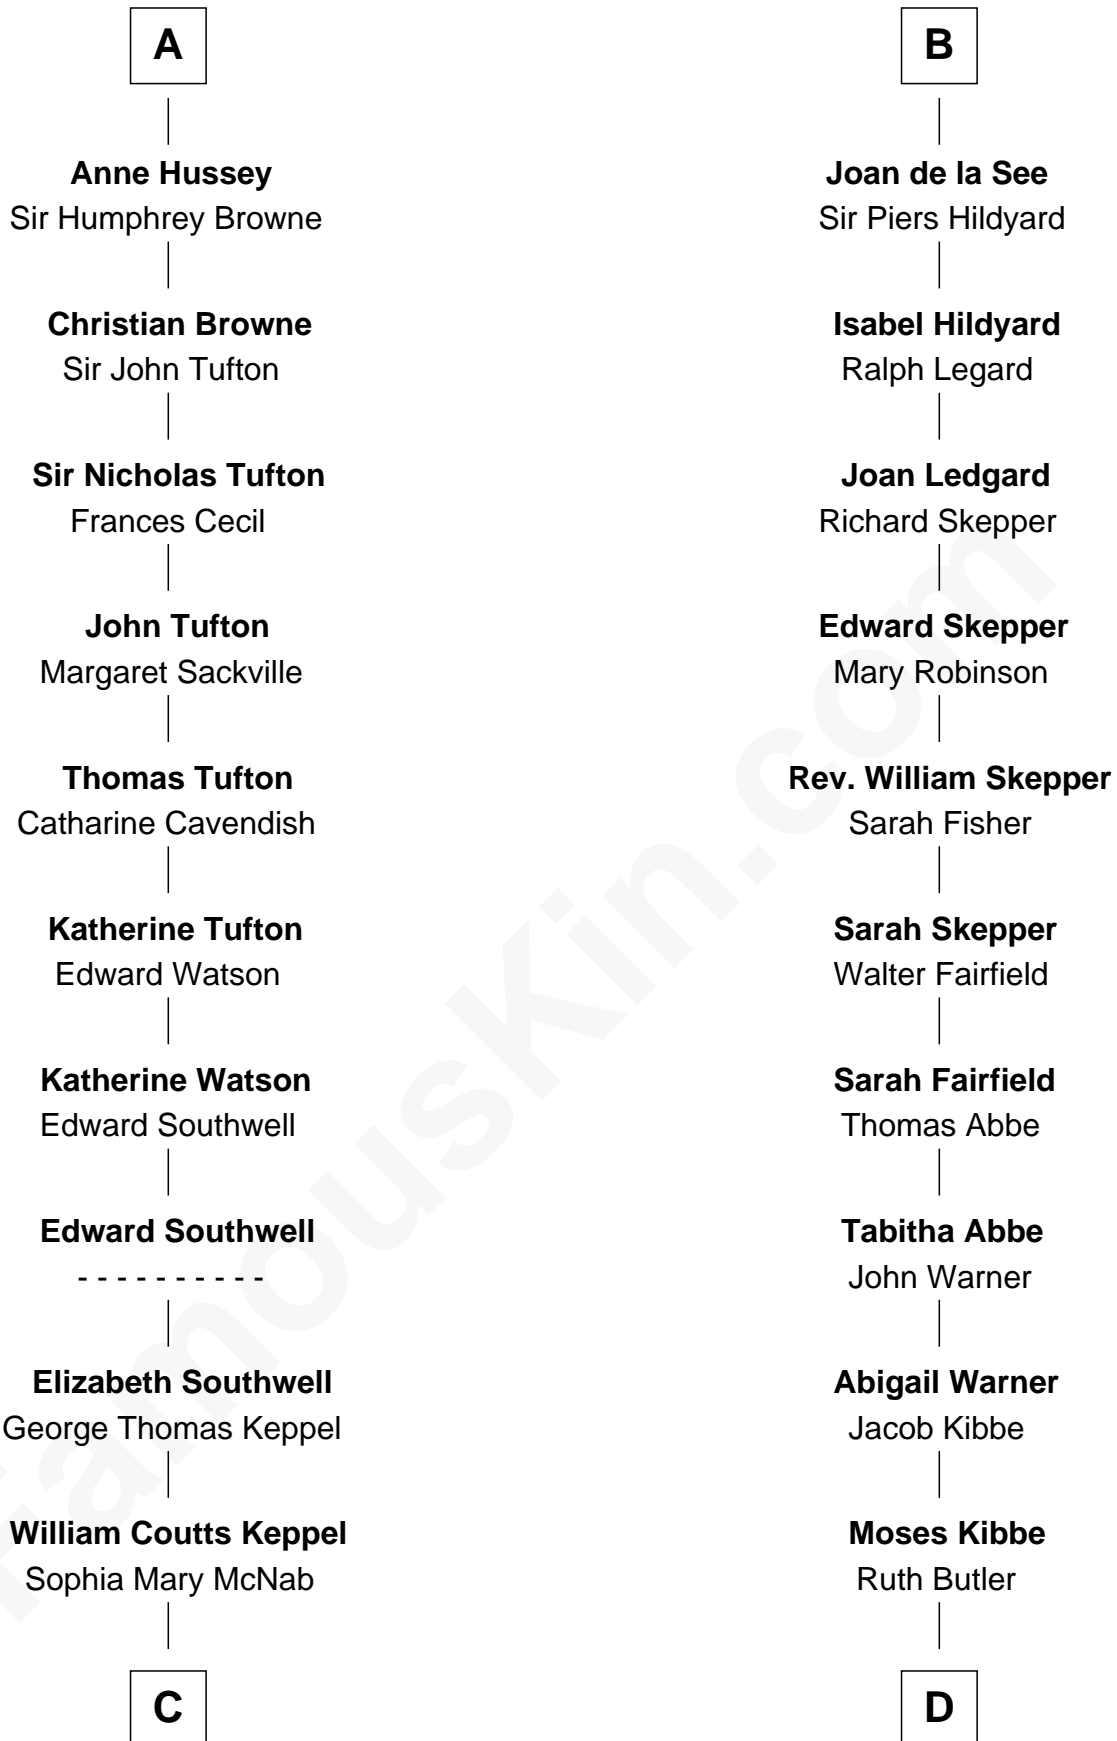 A
Anne Hussey
Sir Humphrey Browne
Christian Browne
Sir John Tufton
Sir Nicholas Tufton
Frances Cecil
John Tufton
Margaret Sackville
Thomas Tufton
Catharine Cavendish
Katherine Tufton
Edward Watson
Katherine Watson
Edward Southwell
Edward Southwell
- - - - - - - - - -
Elizabeth Southwell
George Thomas Keppel
William Coutts Keppel
Sophia Mary McNab
C
B
Joan de la See
Sir Piers Hildyard
Isabel Hildyard
Ralph Legard
Joan Ledgard
Richard Skepper
Edward Skepper
Mary Robinson
Rev. William Skepper
Sarah Fisher
Sarah Skepper
Walter Fairfield
Sarah Fairfield
Thomas Abbe
Tabitha Abbe
John Warner
Abigail Warner
Jacob Kibbe
Moses Kibbe
Ruth Butler
D
FamousKin.com